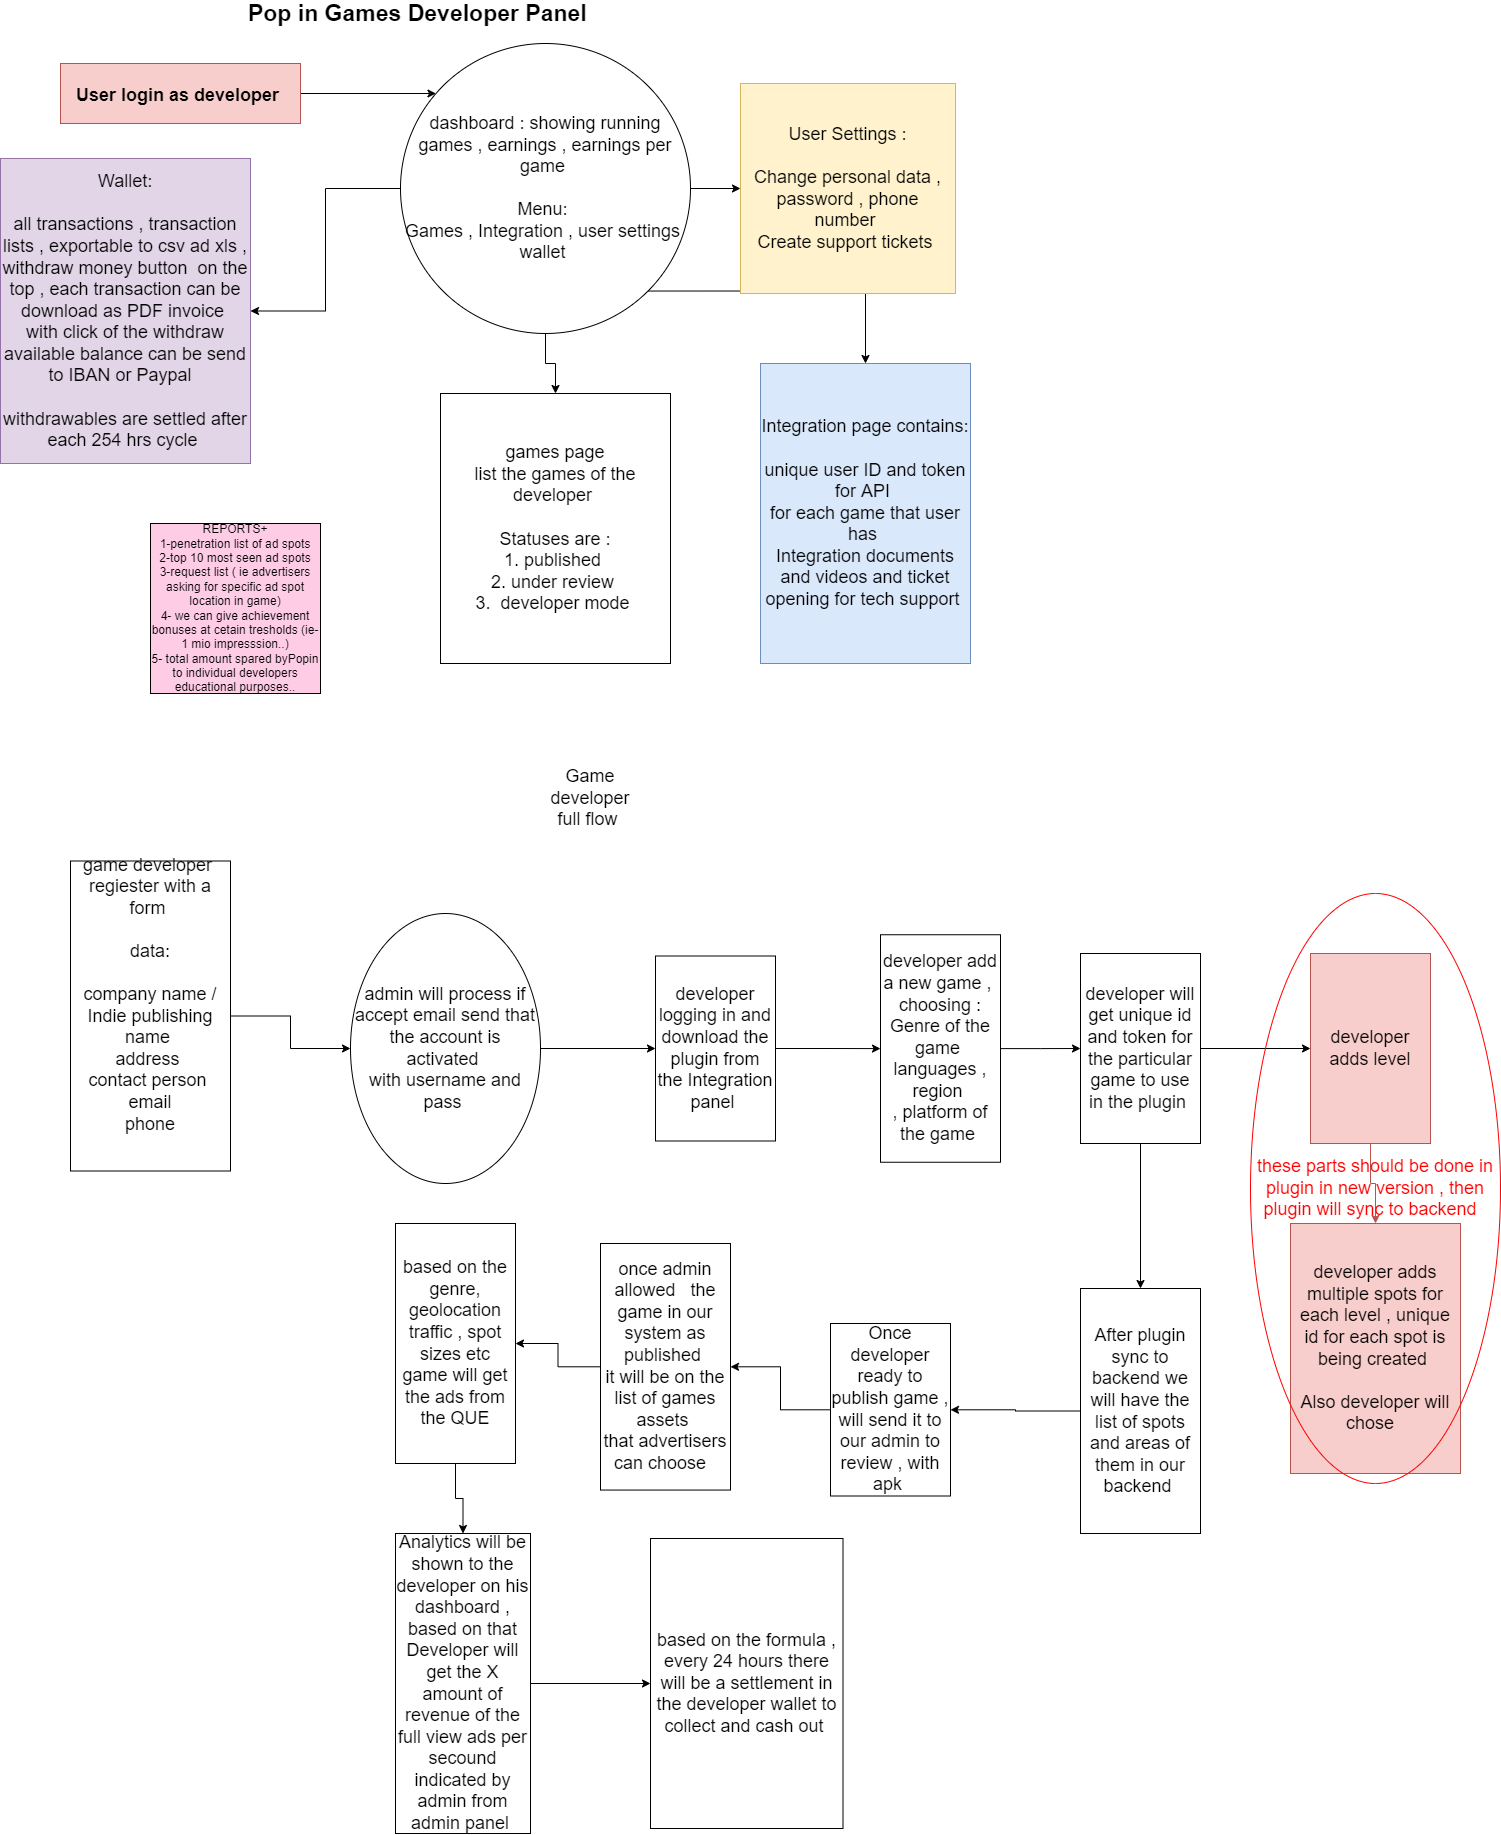 Pop in Games Developer Panel
User login as developer
dashboard : showing running
games , earnings , earnings per
game
Menu:
Games , Integration , user settings
wallet
User Settings :
Change personal data ,
password , phone
number
Create support tickets
Wallet:
all transactions , transaction
lists , exportable to csv ad xls ,
withdraw money button on the
top , each transaction can be
download as PDF invoice
with click of the withdraw
available balance can be send
to IBAN or Paypal
withdrawables are settled after
each 254 hrs cycle
games page
list the games of the
developer
Statuses are :
1. published
2. under review
3. developer mode
Integration page contains:
unique user ID and token
for API
for each game that user
has
Integration documents
and videos and ticket
opening for tech support
REPORTS+
1-penetration list of ad spots
2-top 10 most seen ad spots
3-request list ( ie advertisers
asking for specific ad spot
location in game)
4- we can give achievement
bonuses at cetain tresholds (ie-
1 mio impresssion..)
5- total amount spared byPopin
to individual developers
educational purposes..
Game
developer
full flow
game developer
regiester with a
form
data:
company name /
Indie publishing
name
address
contact person
email
phone
admin will process if
accept email send that
the account is
activated
with username and
pass
developer
logging in and
download the
plugin from
the Integration
panel
developer add
a new game ,
choosing :
Genre of the
game
languages ,
region
, platform of
the game
developer will
get unique id
and token for
the particular
game to use
in the plugin
developer
adds level
these parts should be done in
plugin in new version , then
plugin will sync to backend
developer adds
multiple spots for
each level , unique
id for each spot is
being created
Also developer will
chose
After plugin
sync to
backend we
will have the
list of spots
and areas of
them in our
backend
Once
developer
ready to
publish game ,
will send it to
our admin to
review , with
apk
once admin
allowed the
game in our
system as
published
it will be on the
list of games
assets
that advertisers
can choose
based on the
genre,
geolocation
traffic , spot
sizes etc
game will get
the ads from
the QUE
Analytics will be
shown to the
developer on his
dashboard ,
based on that
Developer will
get the X
amount of
revenue of the
full view ads per
secound
indicated by
admin from
admin panel
based on the formula ,
every 24 hours there
will be a settlement in
the developer wallet to
collect and cash out